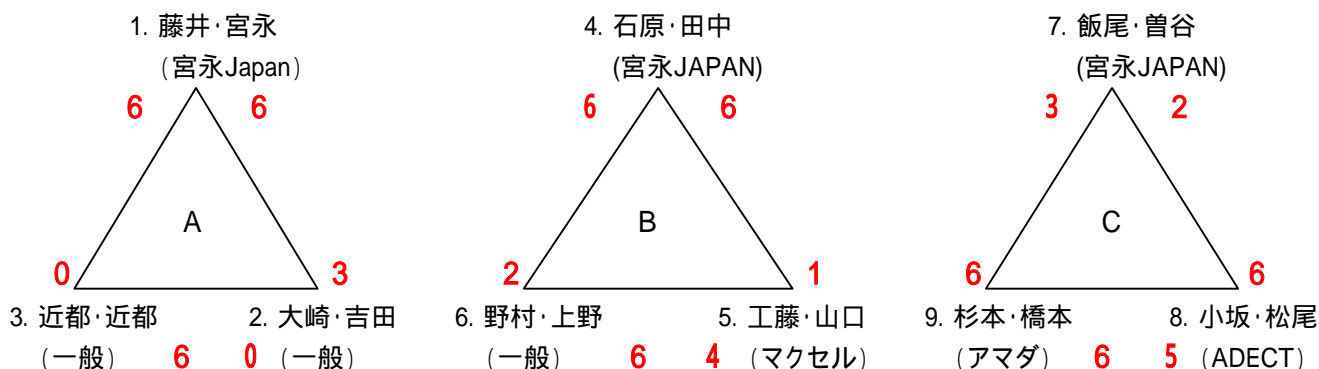 1. 藤井・宮永
(宮永Japan)
6 6
A
0 3
3. 近都・近都 2. 大崎・吉田
(一般) 6 0 (一般)
4. 石原・田中
(宮永JAPAN)
6 6
B
2 1
6. 野村・上野 5. 工藤・山口
(一般) 6 4 (マクセル)
7. 飯尾・曽谷
(宮永JAPAN)
3 2
C
6 6
9. 杉本・橋本 8. 小坂・松尾
(アマダ) 6 5 (ADECT)